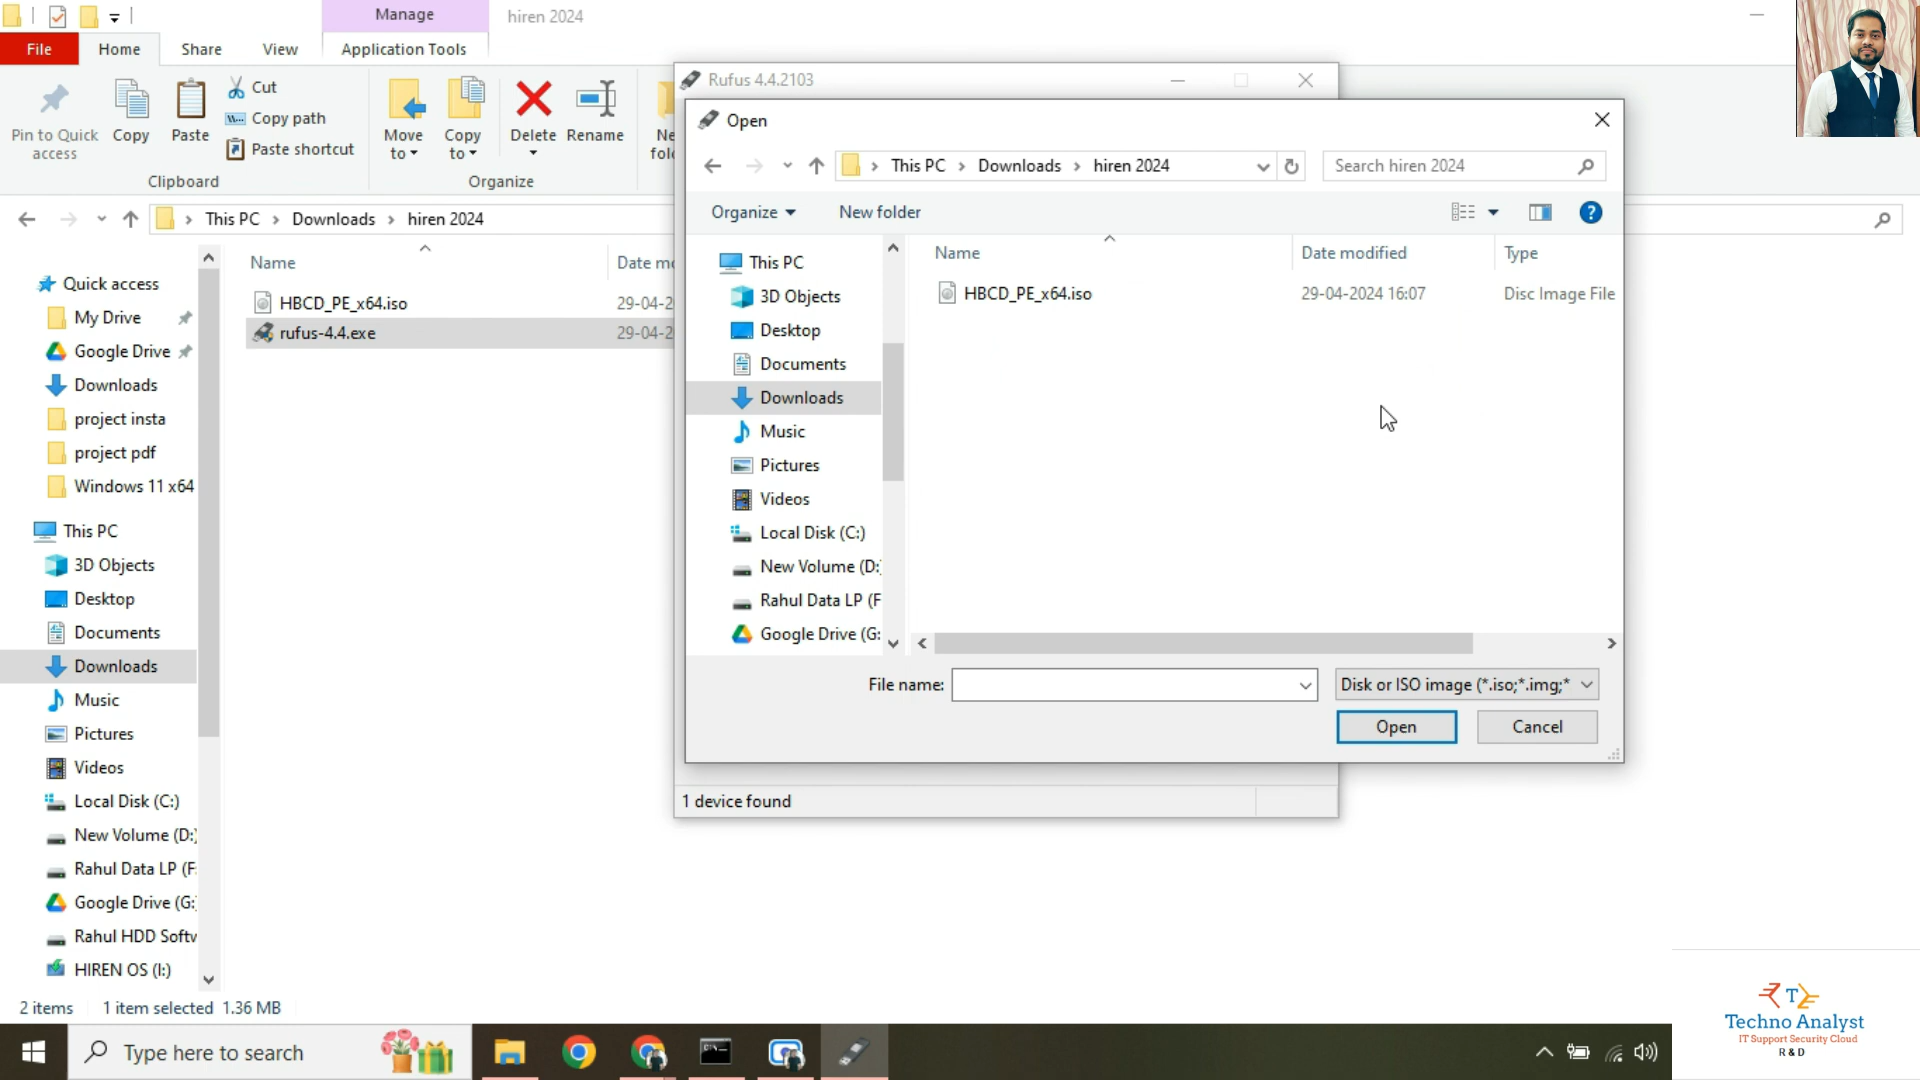 Manage
hiren 2024
File
Home
Share
View
Application Tools
Pin to Quick
access
Copy
Paste
Cut
Copy path
Paste shortcut
Clipboard
Move
to
Copy
to
Delete
Rename
Organize
Ne
fol
This PC
Downloads
hiren 2024
Quick access
My Drive
Google Drive
Downloads
project insta
project pdf
Windows 11 x64
This PC
3D Objects
Desktop
Documents
Downloads
Music
Pictures
Videos
Local Disk (C:)
New Volume (D:)
Rahul Data LP (F:
Google Drive (G:
Rahul HDD Softw
HIREN OS (I:)
Name
Date mo
HBCD_PE_x64.iso
29-04-2
rufus-4.4.exe
29-04-2
2 items
1 item selected 1.36 MB
Rufus 4.4.2103
Open
This PC
Downloads
hiren 2024
Search hiren 2024
Organize
New folder
?
This PC
3D Objects
Desktop
Documents
Downloads
Music
Pictures
Videos
Local Disk (C:)
New Volume (D:)
Rahul Data LP (F
Google Drive (G:
Name
Date modified
Type
HBCD_PE_x64.iso
29-04-2024 16:07
Disc Image File
File name:
Disk or ISO image (*.iso;*.img;*
Open
Cancel
1 device found
Type here to search
Techno Analyst
IT Support Security Cloud
R & D